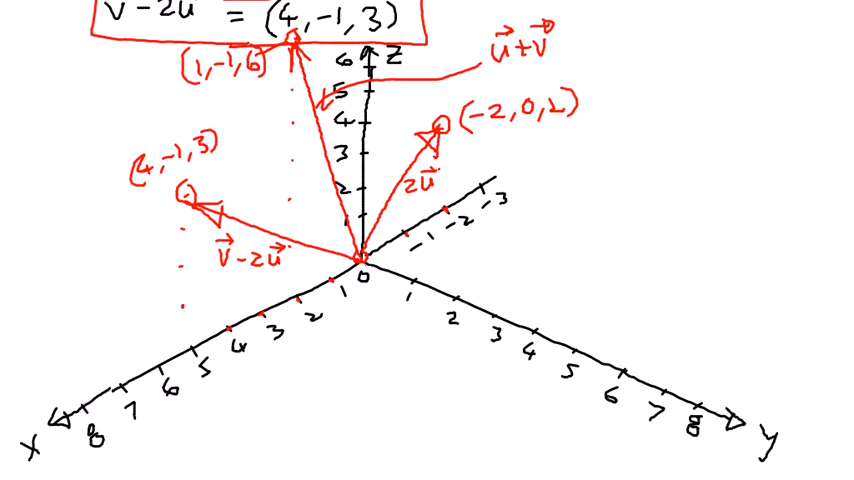 v - 2u = (4, -1, 3)
(1, -1, 6)
6 z
u + v
5
4
(-2, 0, 2)
3
(4, -1, 3)
2
2u
1
-3
-2
-1
v - 2u
0
1 2 3 4 5 6 7 8
x
1 2 3 4 5 6 7 8
y